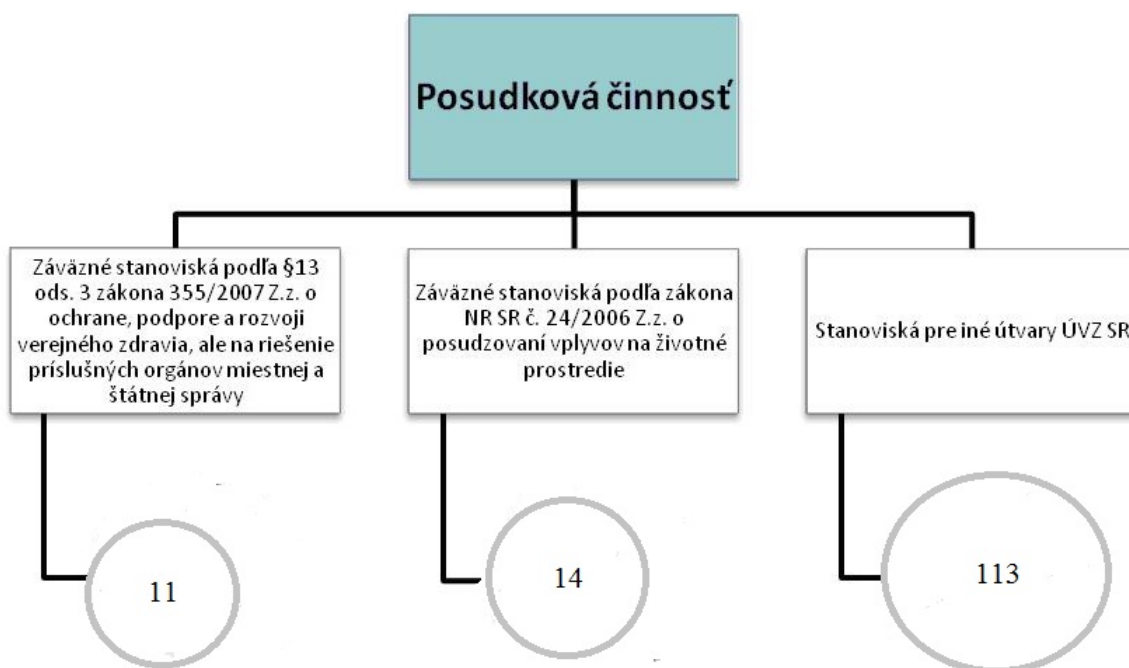 Posudková činnosť
Záväzné stanoviská podľa §13
ods. 3 zákona 355/2007 Z.z. o
ochrane, podpore a rozvoji
verejného zdravia, ale na riešenie
príslušných orgánov miestnej a
štátnej správy
Záväzné stanoviská podľa zákona
NR SR č. 24/2006 Z.z. o
posudzovaní vplyvov na životné
prostredie
Stanoviská pre iné útvary ÚVZ SR
11
14
113